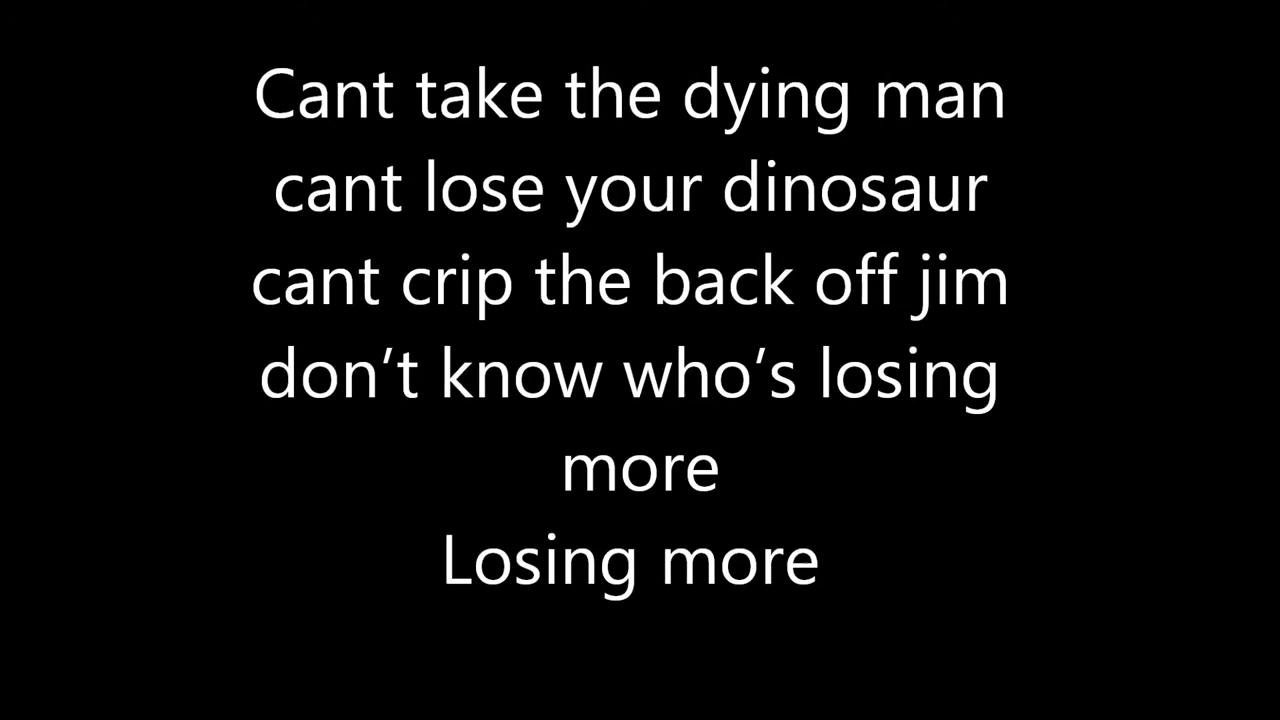 Cant take the dying man
cant lose your dinosaur
cant crip the back off jim
don’t know who’s losing
more
Losing more